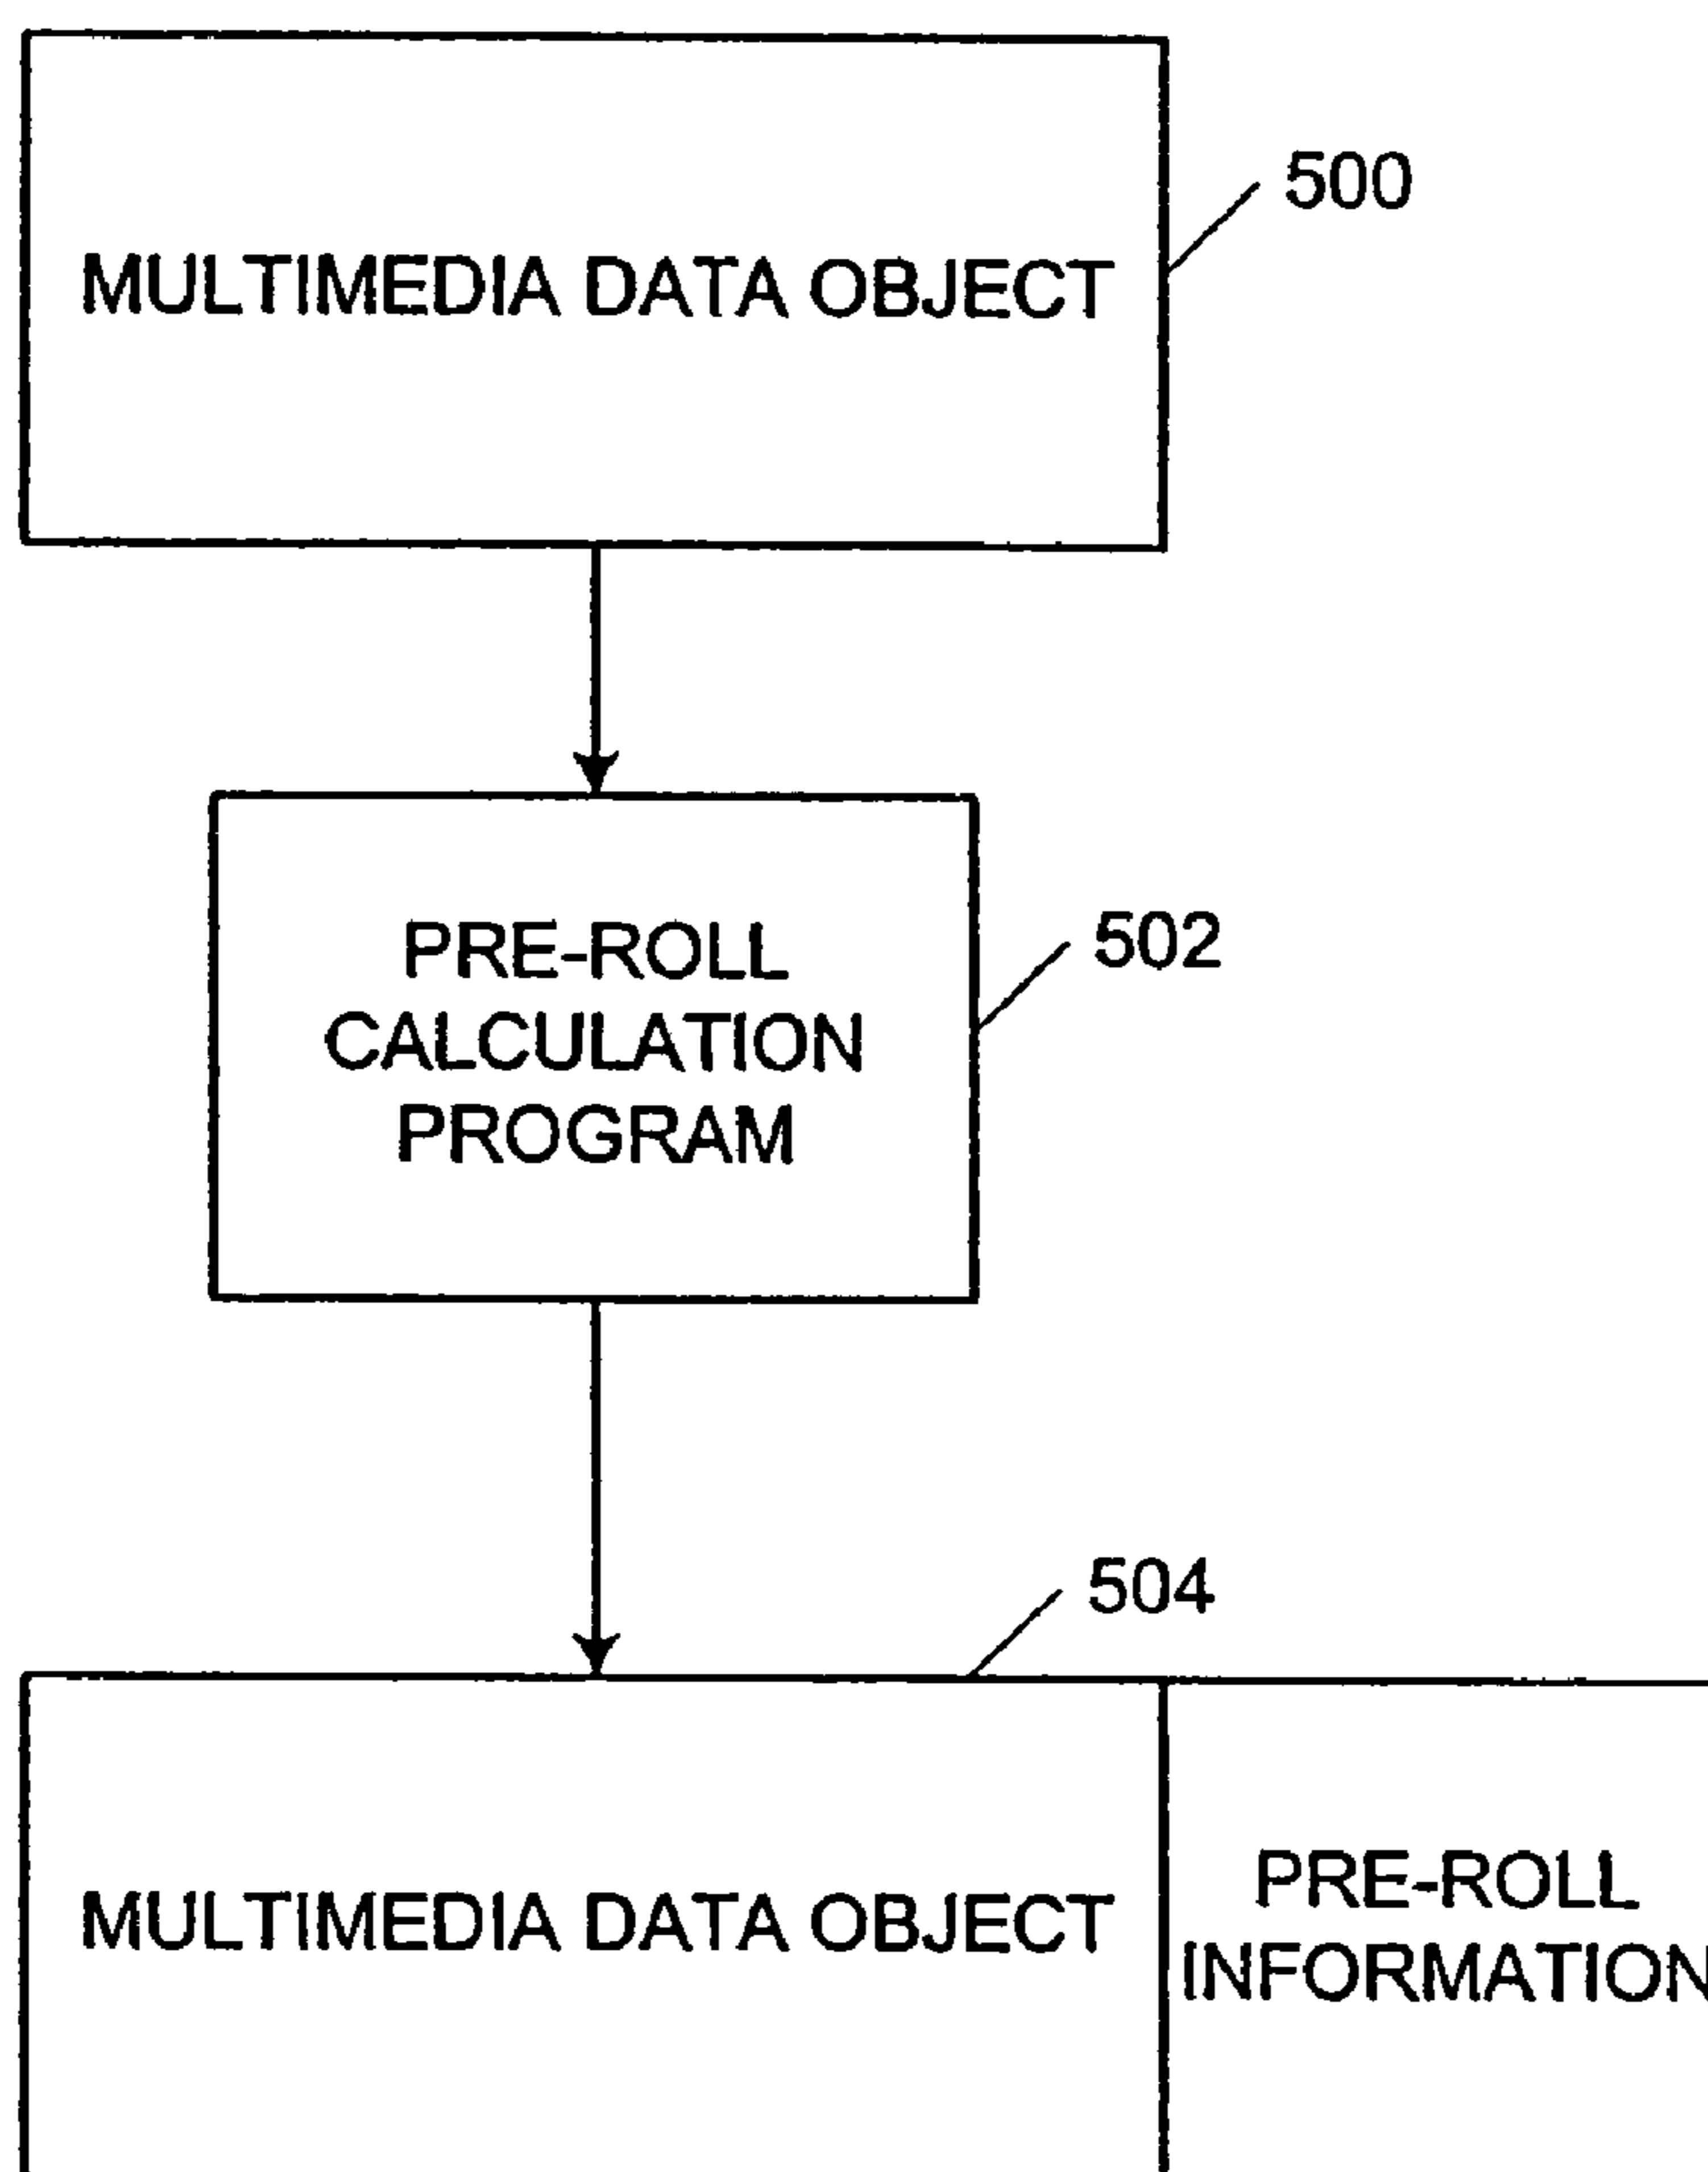 500
MULTIMEDIA DATA OBJECT
502
PRE-ROLL
CALCULATION
PROGRAM
504
MULTIMEDIA DATA OBJECT
PRE-ROLL
INFORMATION